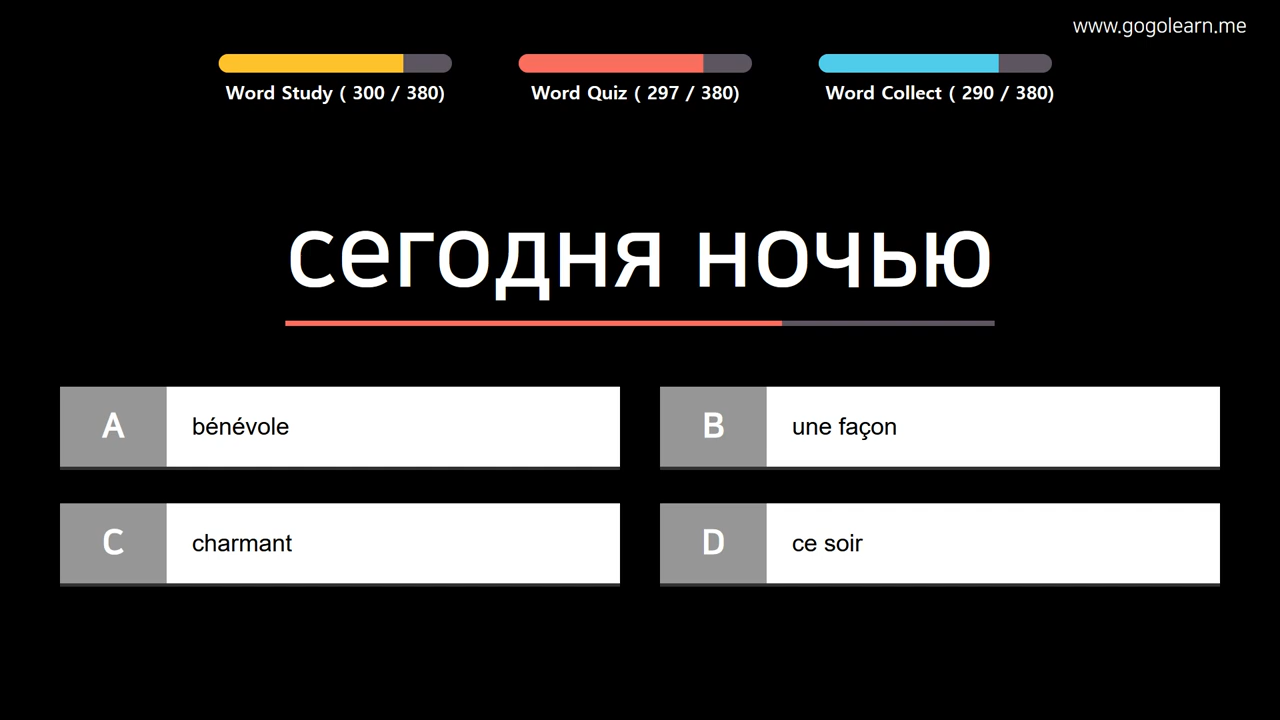 www.gogolearn.me
Word Study ( 300 / 380)
Word Quiz ( 297 / 380)
Word Collect ( 290 / 380)
сегодня ночью
A bénévole
B une façon
C charmant
D ce soir